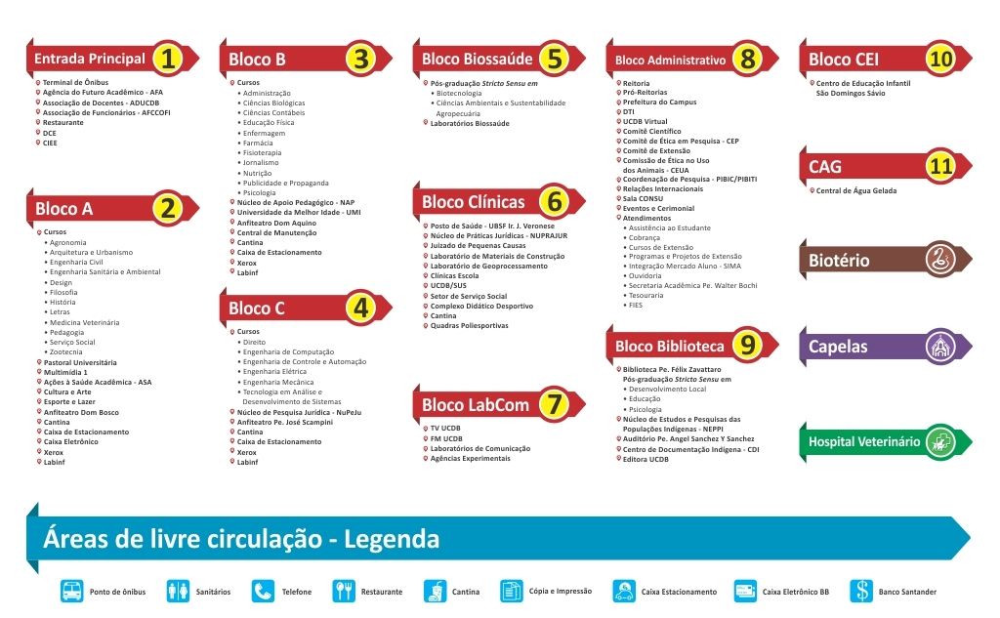 Entrada Principal 1
Terminal de Ônibus
Agência do Futuro Acadêmico - AFA
Associação de Docentes - ADUCDB
Associação de Funcionários - AFCCOFI
Restaurante
DCE
CIEE
Bloco A 2
Cursos
• Agronomia
• Arquitetura e Urbanismo
• Engenharia Civil
• Engenharia Sanitária e Ambiental
• Design
• Filosofia
• História
• Letras
• Medicina Veterinária
• Pedagogia
• Serviço Social
• Zootecnia
Pastoral Universitária
Multimídia 1
Ações à Saúde Acadêmica - ASA
Cultura e Arte
Esporte e Lazer
Anfiteatro Dom Bosco
Cantina
Caixa de Estacionamento
Caixa Eletrônico
Xerox
Labinf
Bloco B 3
Cursos
• Administração
• Ciências Biológicas
• Ciências Contábeis
• Educação Física
• Enfermagem
• Farmácia
• Fisioterapia
• Jornalismo
• Nutrição
• Publicidade e Propaganda
• Psicologia
Núcleo de Apoio Pedagógico - NAP
Universidade da Melhor Idade - UMI
Anfiteatro Dom Aquino
Central de Manutenção
Cantina
Caixa de Estacionamento
Xerox
Labinf
Bloco C 4
Cursos
• Direito
• Engenharia de Computação
• Engenharia de Controle e Automação
• Engenharia Elétrica
• Engenharia Mecânica
• Tecnologia em Análise e
Desenvolvimento de Sistemas
Núcleo de Pesquisa Jurídica - NuPeJu
Anfiteatro Pe. José Scampini
Cantina
Caixa de Estacionamento
Xerox
Labinf
Bloco Biossaúde 5
Pós-graduação Stricto Sensu em
• Biotecnologia
• Ciências Ambientais e Sustentabilidade
Agropecuária
Laboratórios Biossaúde
Bloco Clínicas 6
Posto de Saúde - UBSF Ir. J. Veronese
Núcleo de Práticas Jurídicas - NUPRAJUR
Juizado de Pequenas Causas
Laboratório de Materiais de Construção
Laboratório de Geoprocessamento
Clínicas Escola
UCDB/SUS
Setor de Serviço Social
Complexo Didático Desportivo
Cantina
Quadras Poliesportivas
Bloco LabCom 7
TV UCDB
FM UCDB
Laboratórios de Comunicação
Agências Experimentais
Bloco Administrativo 8
Reitoria
Pró-Reitorias
Prefeitura do Campus
DTI
UCDB Virtual
Comitê Científico
Comitê de Ética em Pesquisa - CEP
Comitê de Extensão
Comissão de Ética no Uso
dos Animais - CEUA
Coordenação de Pesquisa - PIBIC/PIBITI
Relações Internacionais
Sala CONSU
Eventos e Cerimonial
Atendimentos
• Assistência ao Estudante
• Cobrança
• Cursos de Extensão
• Programas e Projetos de Extensão
• Integração Mercado Aluno - SIMA
• Ouvidoria
• Secretaria Acadêmica Pe. Walter Bochi
• Tesouraria
• FIES
Bloco Biblioteca 9
Biblioteca Pe. Félix Zavattaro
Pós-graduação Stricto Sensu em
• Desenvolvimento Local
• Educação
• Psicologia
Núcleo de Estudos e Pesquisas das
Populações Indígenas - NEPPI
Auditório Pe. Angel Sanchez Y Sanchez
Centro de Documentação Indígena - CDI
Editora UCDB
Bloco CEI 10
Centro de Educação Infantil
São Domingos Sávio
CAG 11
Central de Água Gelada
Biotério
Capelas
Hospital Veterinário
Áreas de livre circulação - Legenda
Ponto de ônibus
Sanitários
Telefone
Restaurante
Cantina
Cópia e Impressão
Caixa Estacionamento
Caixa Eletrônico BB
Banco Santander